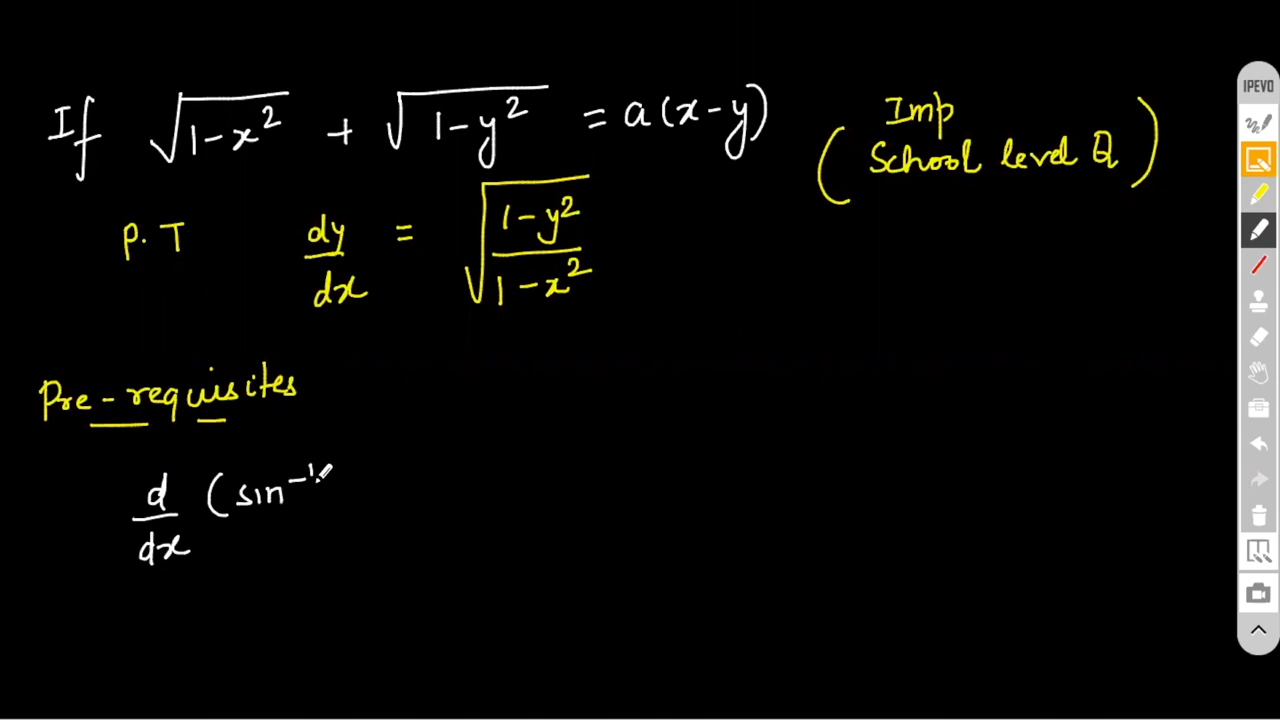 If √(1-x²) + √(1-y²) = a(x-y)
(Imp
School level Q)
P.T dy/dx = √((1-y²)/(1-x²))
Pre-requisites
d/dx (sin⁻¹
IPEVO